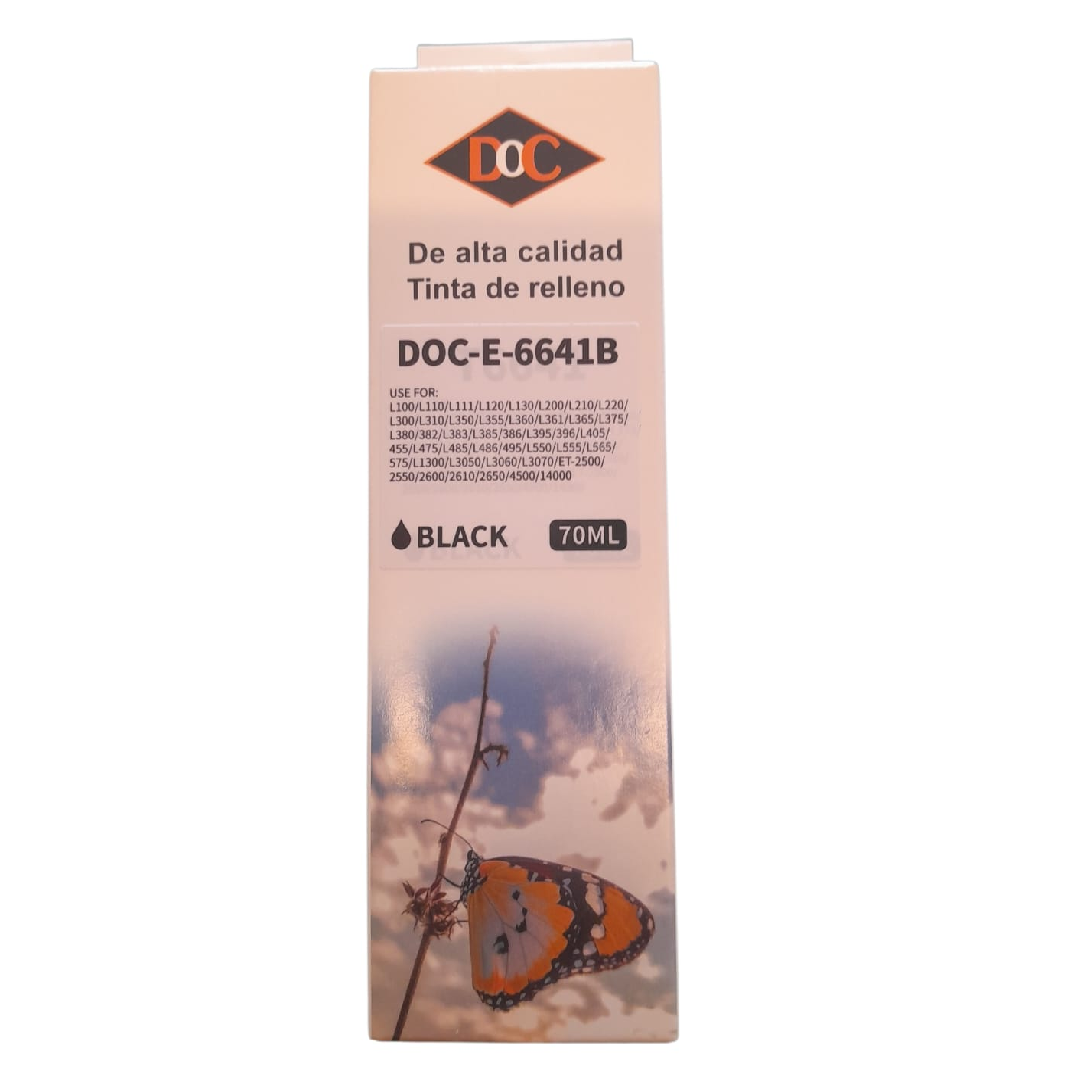 DOC
De alta calidad
Tinta de relleno
DOC-E-6641B
USE FOR:
L100/L110/L111/L120/L130/L200/L210/L220/
L300/L310/L350/L355/L360/L361/L365/L375/
L380/382/L383/L385/386/L395/396/L405/
455/L475/L485/L486/495/L550/L555/L565/
575/L1300/L3050/L3060/L3070/ET-2500/
2550/2600/2610/2650/4500/14000
BLACK 70ML